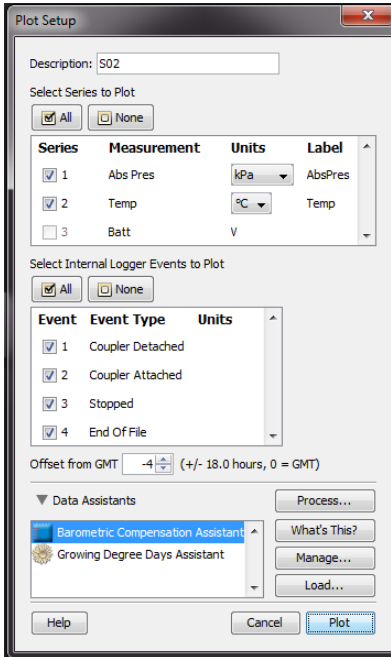 Plot Setup
Description: S02
Select Series to Plot
All None
Series Measurement Units Label
1 Abs Pres kPa AbsPres
2 Temp °C Temp
3 Batt V
Select Internal Logger Events to Plot
All None
Event Event Type Units
1 Coupler Detached
2 Coupler Attached
3 Stopped
4 End Of File
Offset from GMT -4 (+/- 18.0 hours, 0 = GMT)
Data Assistants Process...
Barometric Compensation Assistant What's This?
Growing Degree Days Assistant Manage...
Load...
Help Cancel Plot